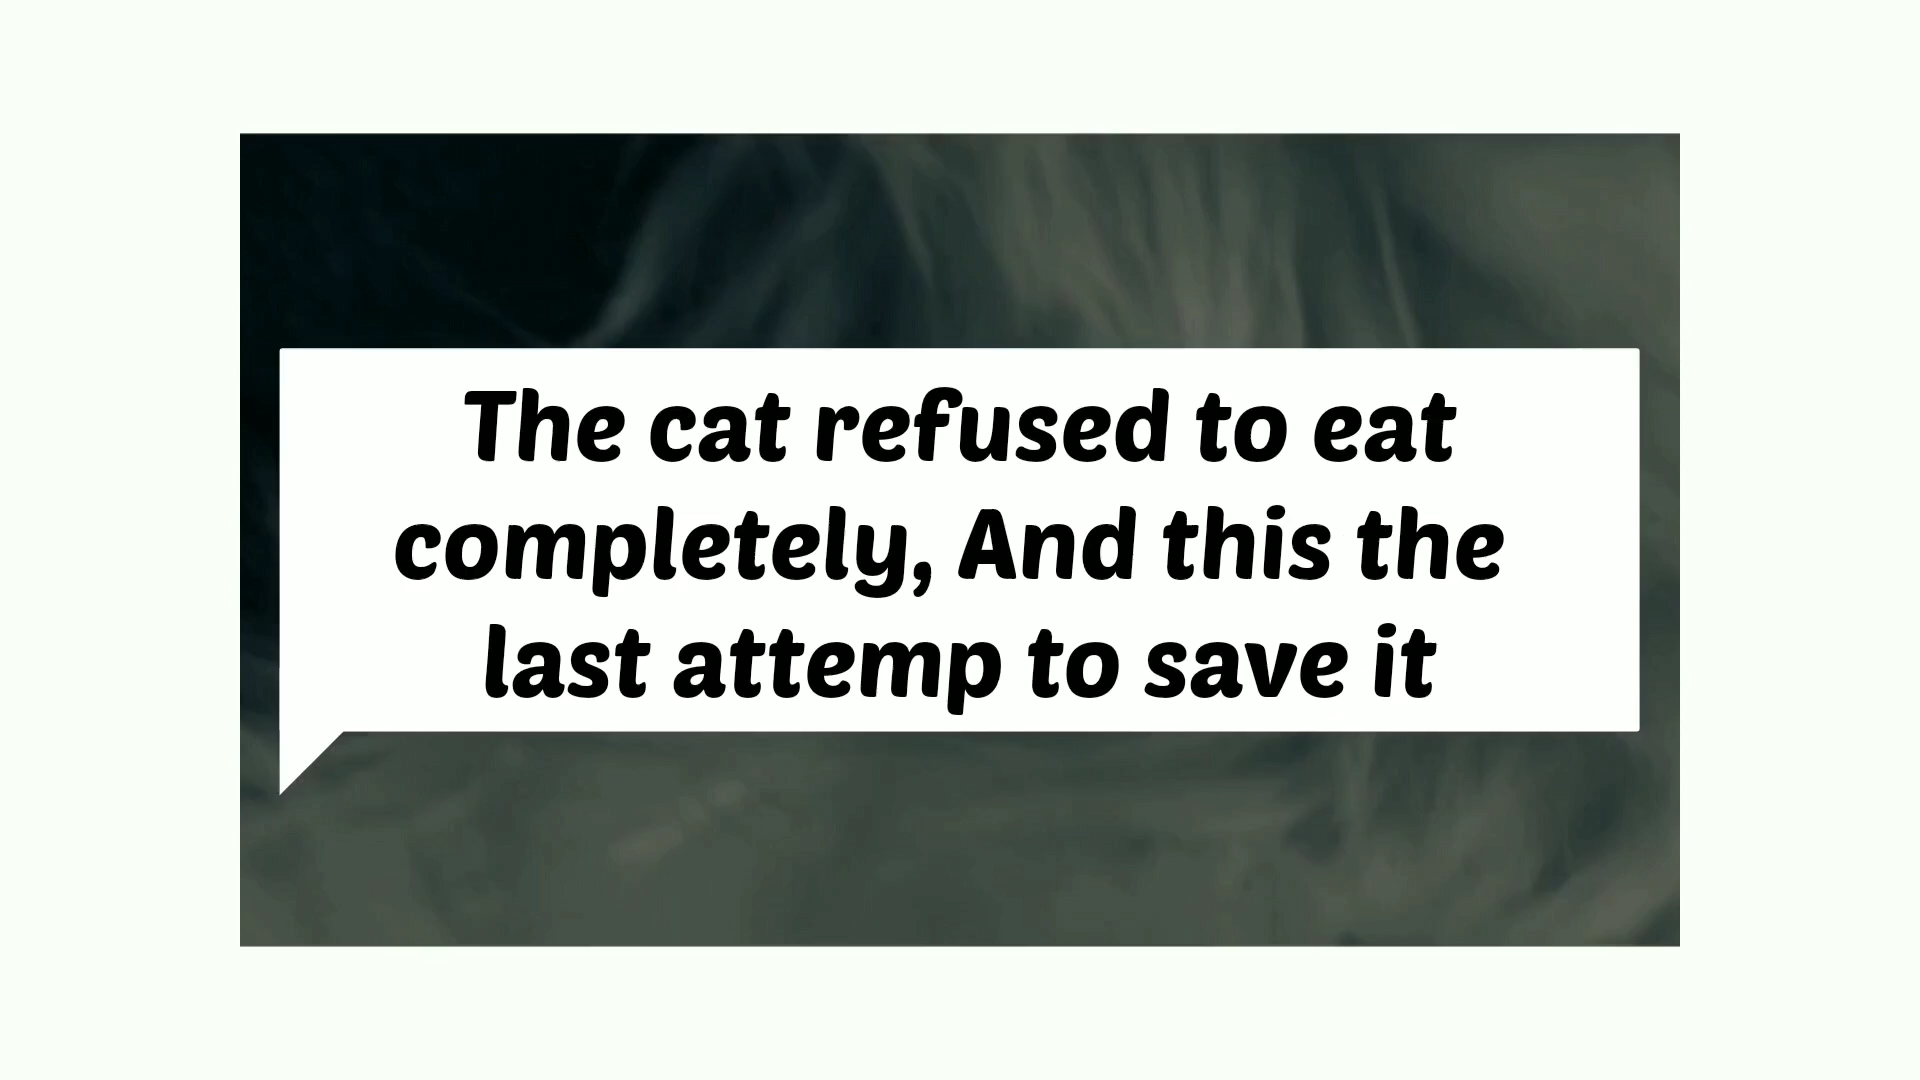 The cat refused to eat
completely, And this the
last attemp to save it